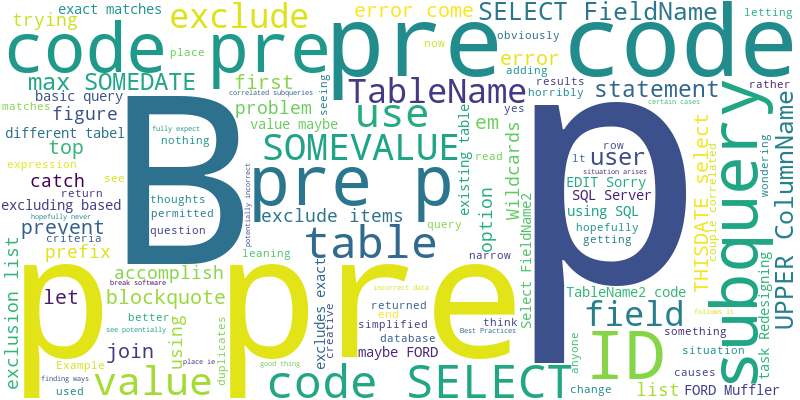 exact matches
trying
exclude
error come
SELECT FieldName
letting
code pre
pre
pre code
place
now
obviously
error
adding
max SOMEDATE
first
correlated subqueries
seeing
TableName
results
horribly
statement
rather
certain cases
matches
basic query
figure
problem
value maybe
use
em
existing table
yes
different tabel
top
B
fully expect
nothing
SOMEVALUE
read
Wildcards
row
lt
user
situation arises
subquery
wondering
UPPER ColumnName
expression
see
catch
return
excluding based
hopefully never
thoughts
permitted
question
potentially incorrect
pre p
exclude items
option
p
EDIT Sorry
SQL Server
using SQL
hopefully
getting
THISDATE select
couple correlated
prevent
criteria
prefix
leaning
table
query
narrow
Select FieldName2
exclusion list
p
accomplish
break software
let
blockquote
better
see potentially
join
using
Example
finding ways
used
place ie
value
duplicates
pre
good thing
excludes exact
creative
incorrect data
returned
end
simplified
database
maybe FORD
think
Best Practices
TableName2 code
field
ID
anyone
something
situation
causes
follows it
task Redesigning
code SELECT
change
list
FORD Muffler